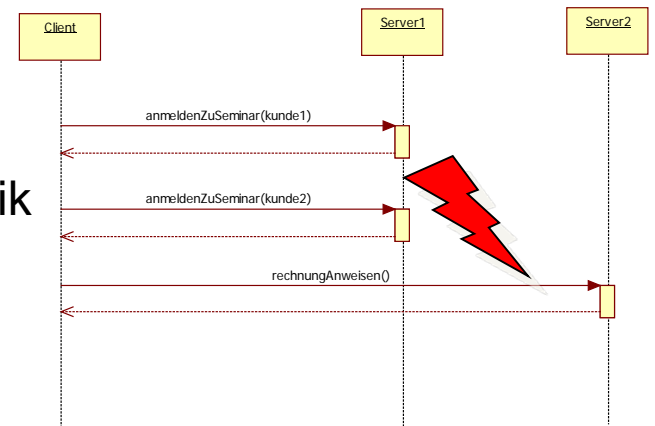 Client
Server1
Server2
anmeldenZuSeminar(kunde1)
ik
anmeldenZuSeminar(kunde2)
rechnungAnweisen()